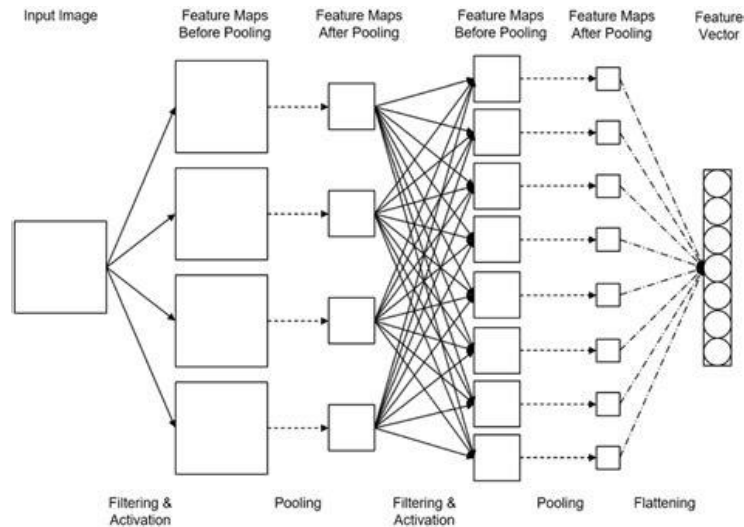 Input Image
Feature Maps
Before Pooling
Feature Maps
After Pooling
Feature Maps
Before Pooling
Feature Maps
After Pooling
Feature
Vector
Filtering &
Activation
Pooling
Filtering &
Activation
Pooling
Flattening